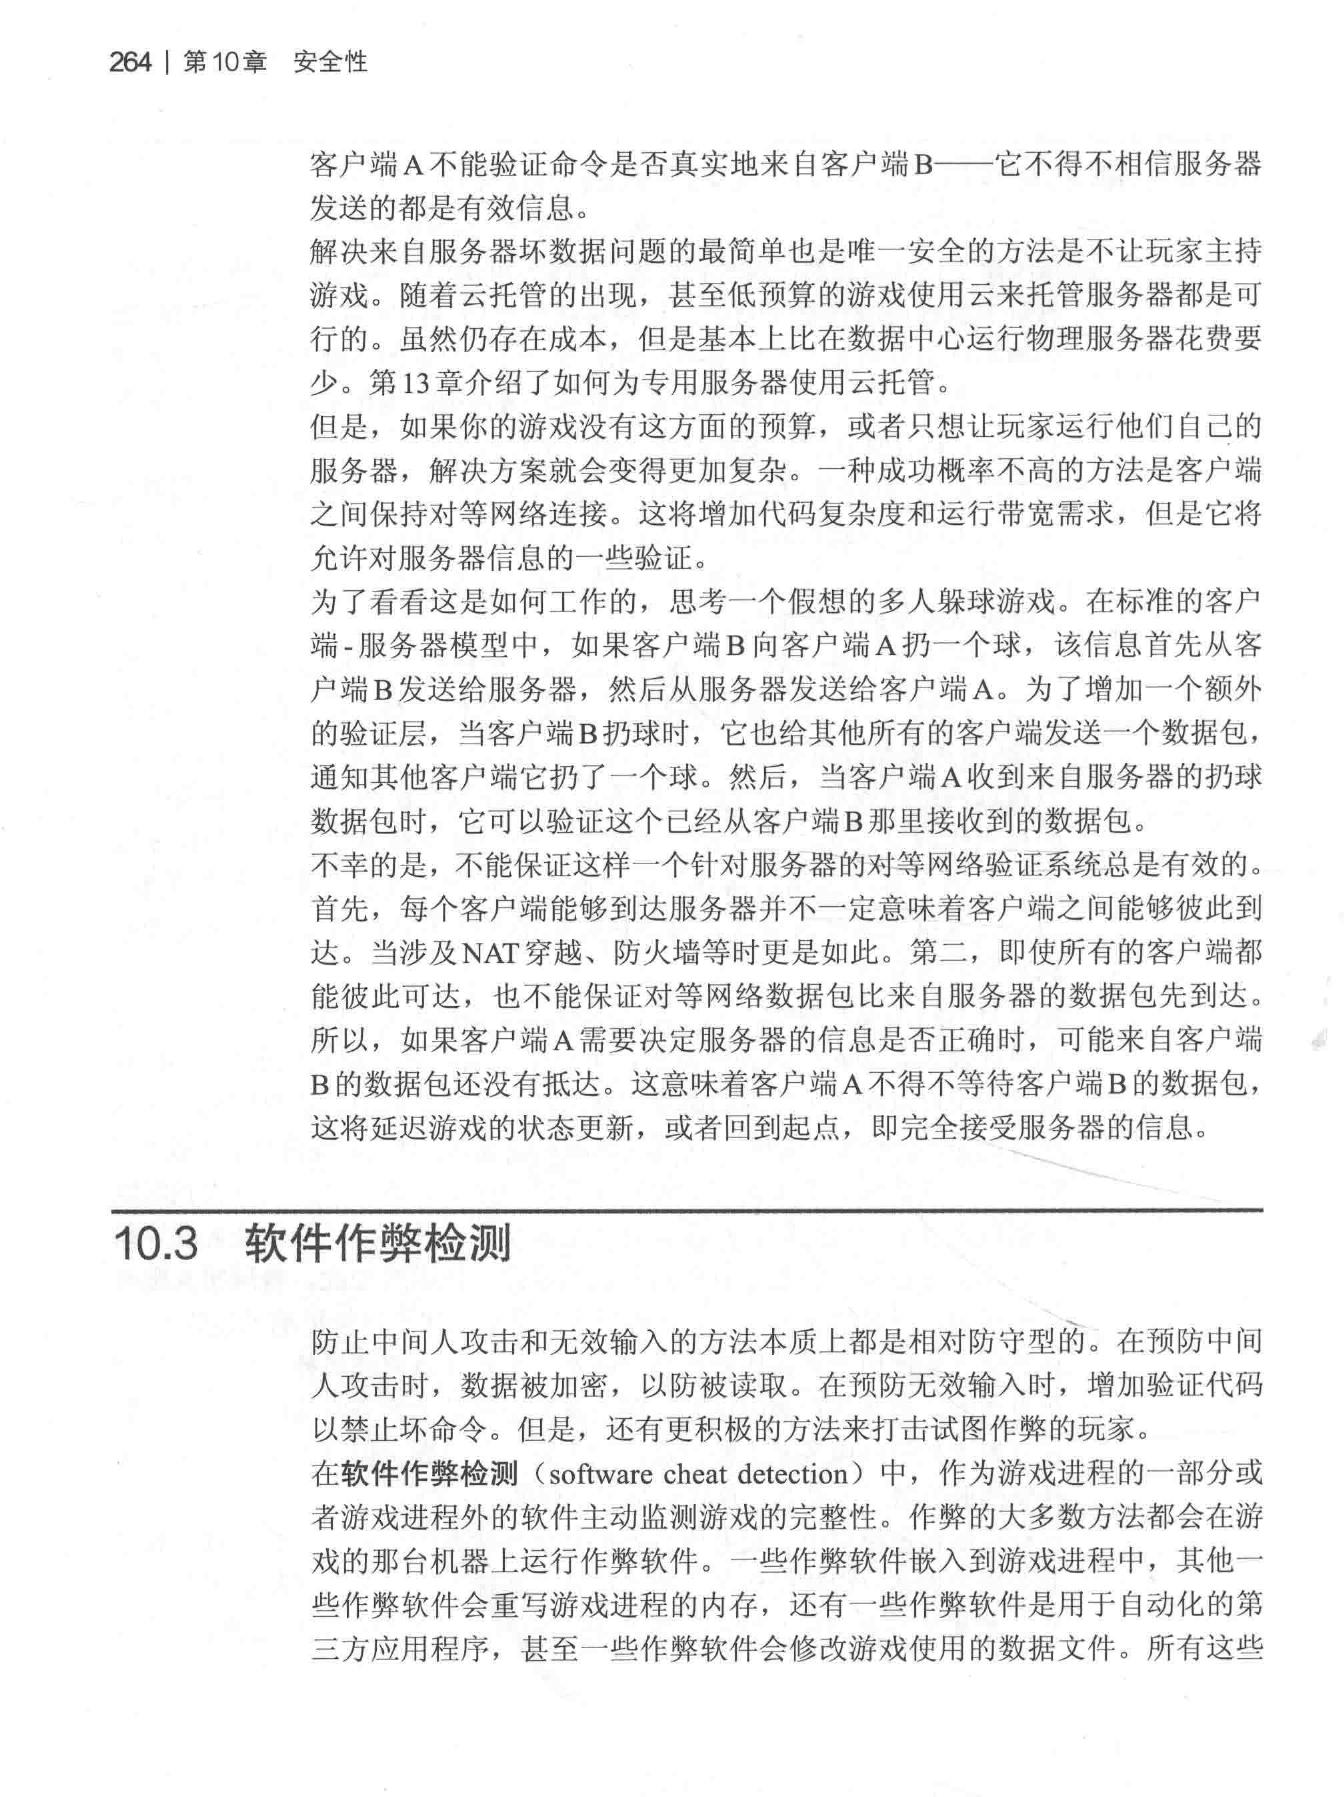 264 | 第10章 安全性
客户端A不能验证命令是否真实地来自客户端B——它不得不相信服务器
发送的都是有效信息。
解决来自服务器坏数据问题的最简单也是唯一安全的方法是不让玩家主持
游戏。随着云托管的出现，甚至低预算的游戏使用云来托管服务器都是可
行的。虽然仍存在成本，但是基本上比在数据中心运行物理服务器花费要
少。第13章介绍了如何为专用服务器使用云托管。
但是，如果你的游戏没有这方面的预算，或者只想让玩家运行他们自己的
服务器，解决方案就会变得更加复杂。一种成功概率不高的方法是客户端
之间保持对等网络连接。这将增加代码复杂度和运行带宽需求，但是它将
允许对服务器信息的一些验证。
为了看看这是如何工作的，思考一个假想的多人躲球游戏。在标准的客户
端-服务器模型中，如果客户端B向客户端A扔一个球，该信息首先从客
户端B发送给服务器，然后从服务器发送给客户端A。为了增加一个额外
的验证层，当客户端B扔球时，它也给其他所有的客户端发送一个数据包，
通知其他客户端它扔了一个球。然后，当客户端A收到来自服务器的扔球
数据包时，它可以验证这个已经从客户端B那里接收到的数据包。
不幸的是，不能保证这样一个针对服务器的对等网络验证系统总是有效的。
首先，每个客户端能够到达服务器并不一定意味着客户端之间能够彼此到
达。当涉及NAT穿越、防火墙等时更是如此。第二，即使所有的客户端都
能彼此可达，也不能保证对等网络数据包比来自服务器的数据包先到达。
所以，如果客户端A需要决定服务器的信息是否正确时，可能来自客户端
B的数据包还没有抵达。这意味着客户端A不得不等待客户端B的数据包，
这将延迟游戏的状态更新，或者回到起点，即完全接受服务器的信息。
10.3 软件作弊检测
防止中间人攻击和无效输入的方法本质上都是相对防守型的。在预防中间
人攻击时，数据被加密，以防被读取。在预防无效输入时，增加验证代码
以禁止坏命令。但是，还有更积极的方法来打击试图作弊的玩家。
在软件作弊检测（software cheat detection）中，作为游戏进程的一部分或
者游戏进程外的软件主动监测游戏的完整性。作弊的大多数方法都会在游
戏的那台机器上运行作弊软件。一些作弊软件嵌入到游戏进程中，其他一
些作弊软件会重写游戏进程的内存，还有一些作弊软件是用于自动化的第
三方应用程序，甚至一些作弊软件会修改游戏使用的数据文件。所有这些